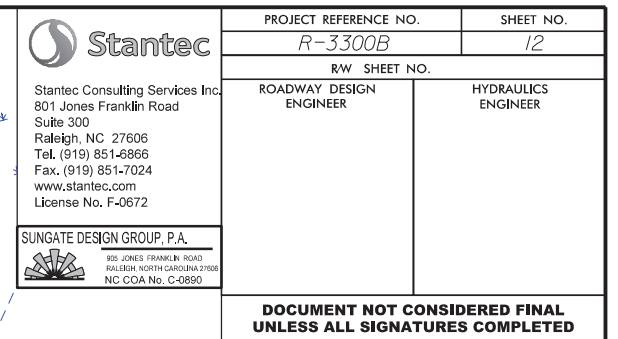 Stantec
Stantec Consulting Services Inc.
801 Jones Franklin Road
Suite 300
Raleigh, NC 27606
Tel. (919) 851-6866
Fax. (919) 851-7024
www.stantec.com
License No. F-0672
SUNGATE DESIGN GROUP, P.A.
905 JONES FRANKLIN ROAD
RALEIGH, NORTH CAROLINA 27606
NC COA No. C-0890
PROJECT REFERENCE NO.
SHEET NO.
R-3300B
12
R/W SHEET NO.
ROADWAY DESIGN
ENGINEER
HYDRAULICS
ENGINEER
DOCUMENT NOT CONSIDERED FINAL
UNLESS ALL SIGNATURES COMPLETED